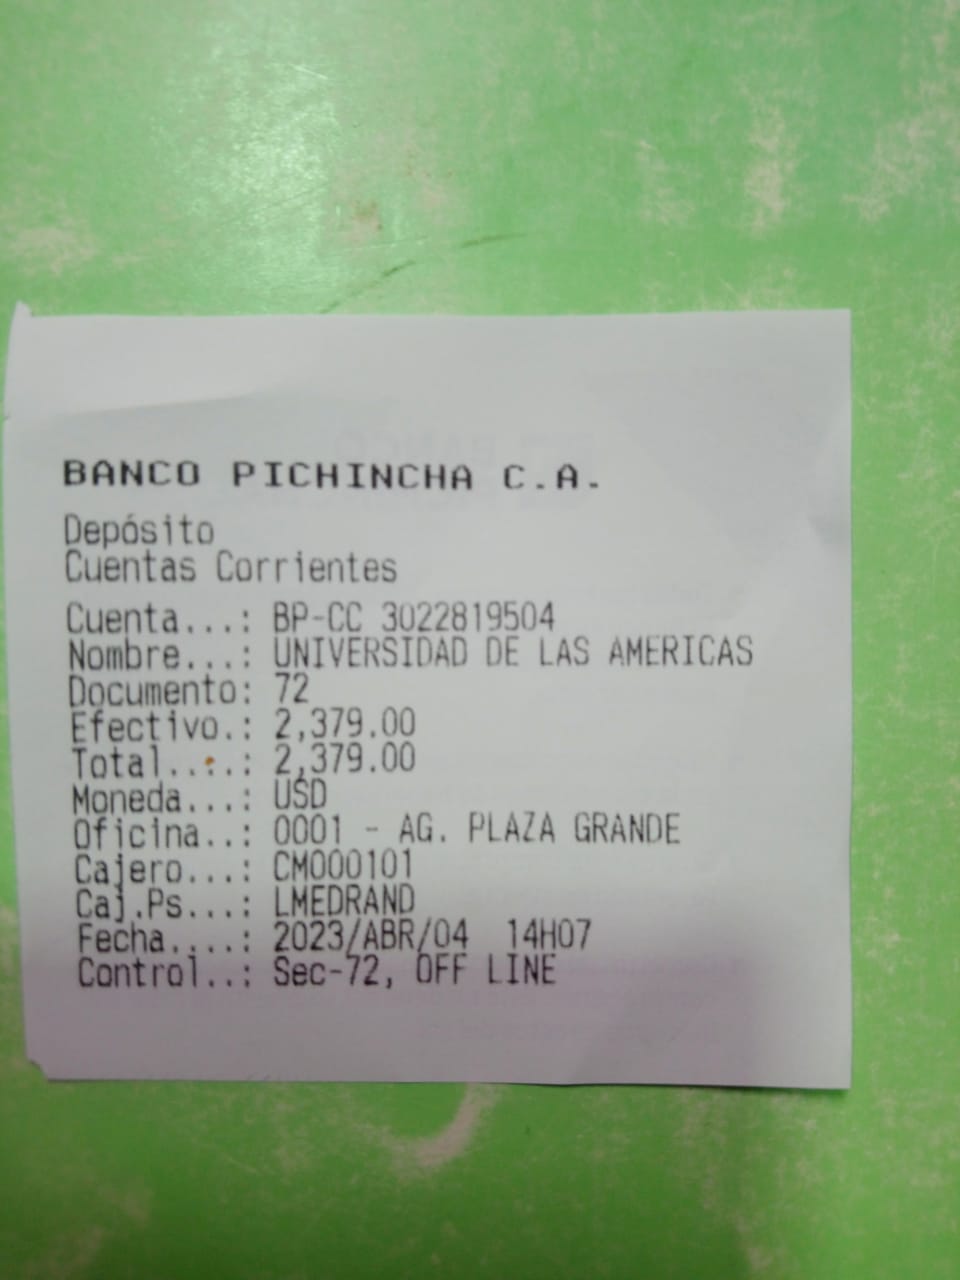 BANCO PICHINCHA C.A.
Depósito
Cuentas Corrientes
Cuenta...: BP-CC 3022819504
Nombre...: UNIVERSIDAD DE LAS AMERICAS
Documento: 72
Efectivo.: 2,379.00
Total....: 2,379.00
Moneda...: USD
Oficina..: 0001 - AG. PLAZA GRANDE
Cajero...: CM000101
Caj.Ps...: LMEDRAND
Fecha....: 2023/ABR/04 14H07
Control..: Sec-72, OFF LINE